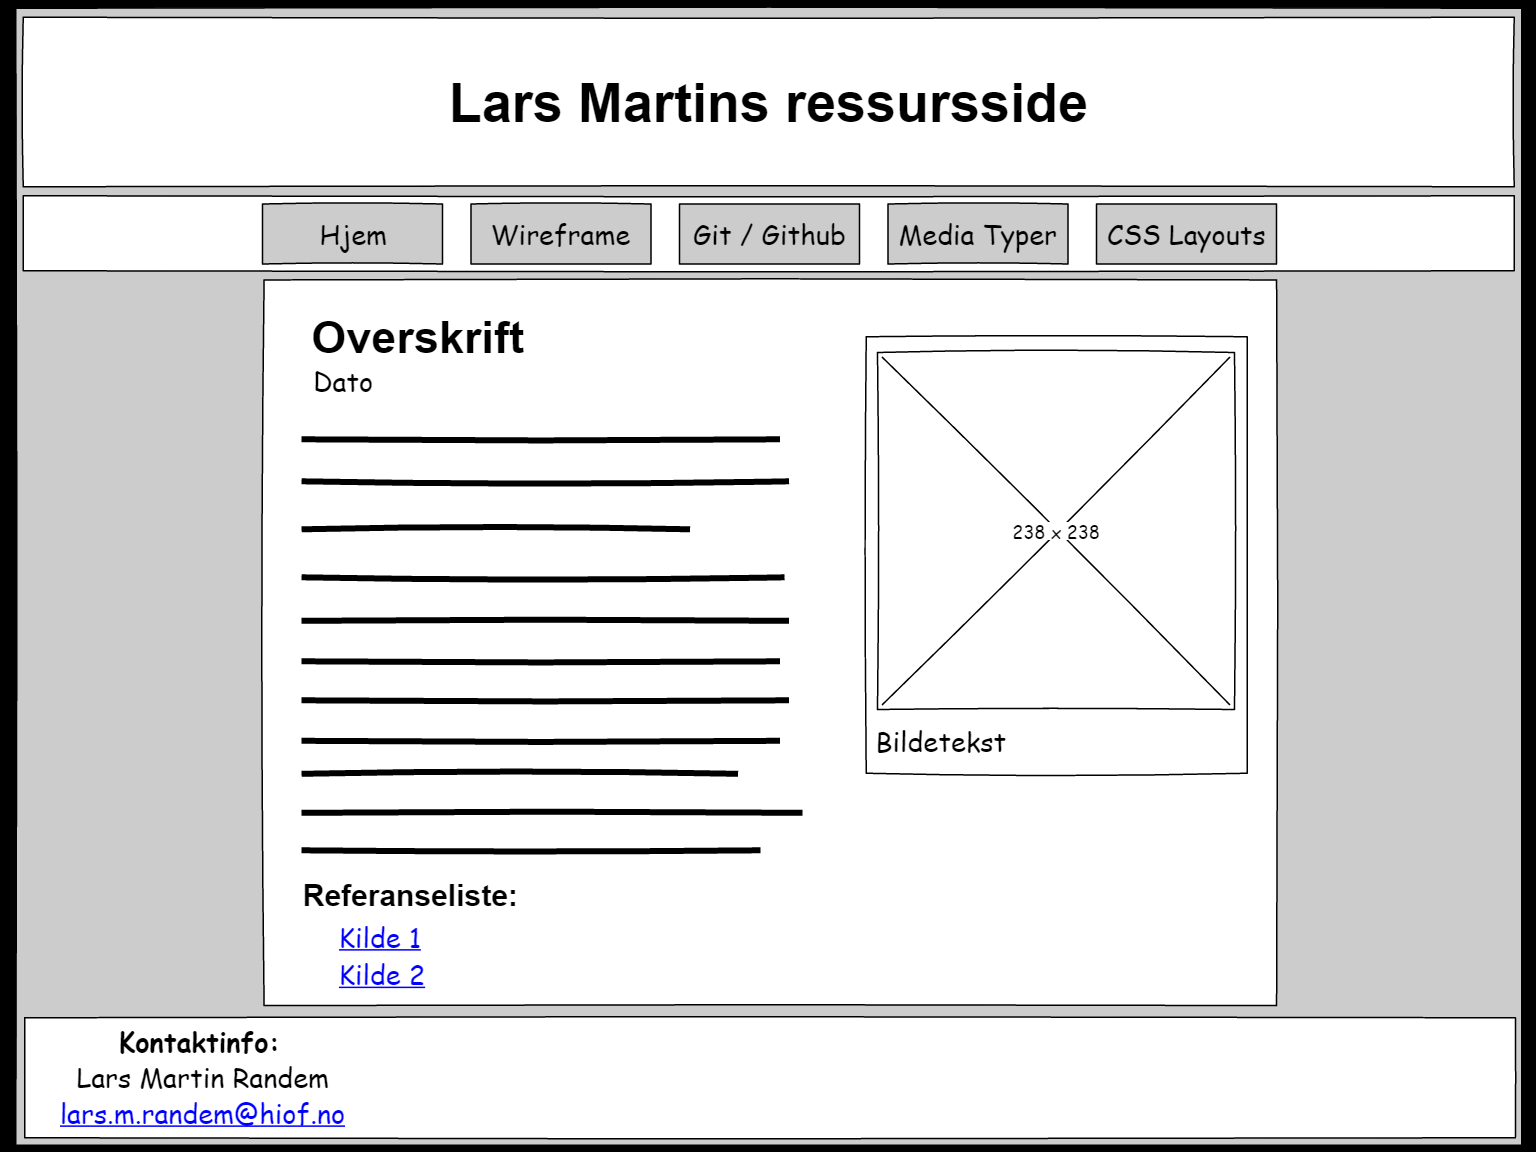 Lars Martins ressursside
Hjem
Wireframe
Git / Github
Media Typer
CSS Layouts
Overskrift
Dato
238 x 238
Bildetekst
Referanseliste:
Kilde 1
Kilde 2
Kontaktinfo:
Lars Martin Randem
lars.m.randem@hiof.no